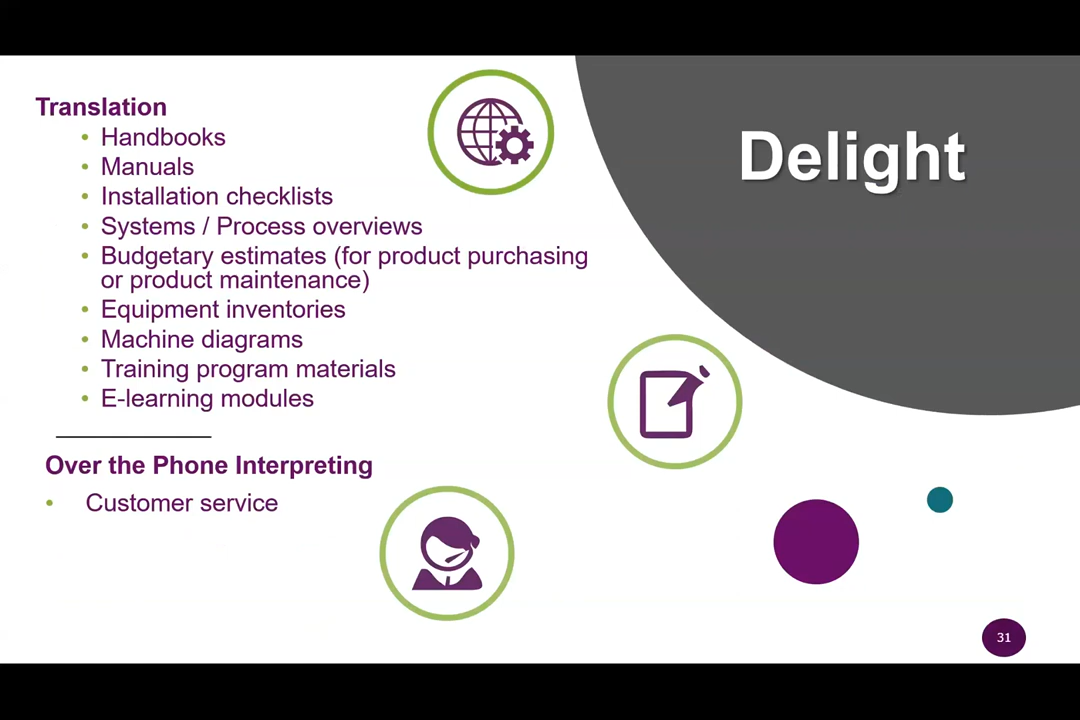 Translation
• Handbooks
• Manuals
• Installation checklists
• Systems / Process overviews
• Budgetary estimates (for product purchasing
or product maintenance)
• Equipment inventories
• Machine diagrams
• Training program materials
• E-learning modules
Over the Phone Interpreting
• Customer service
Delight
31